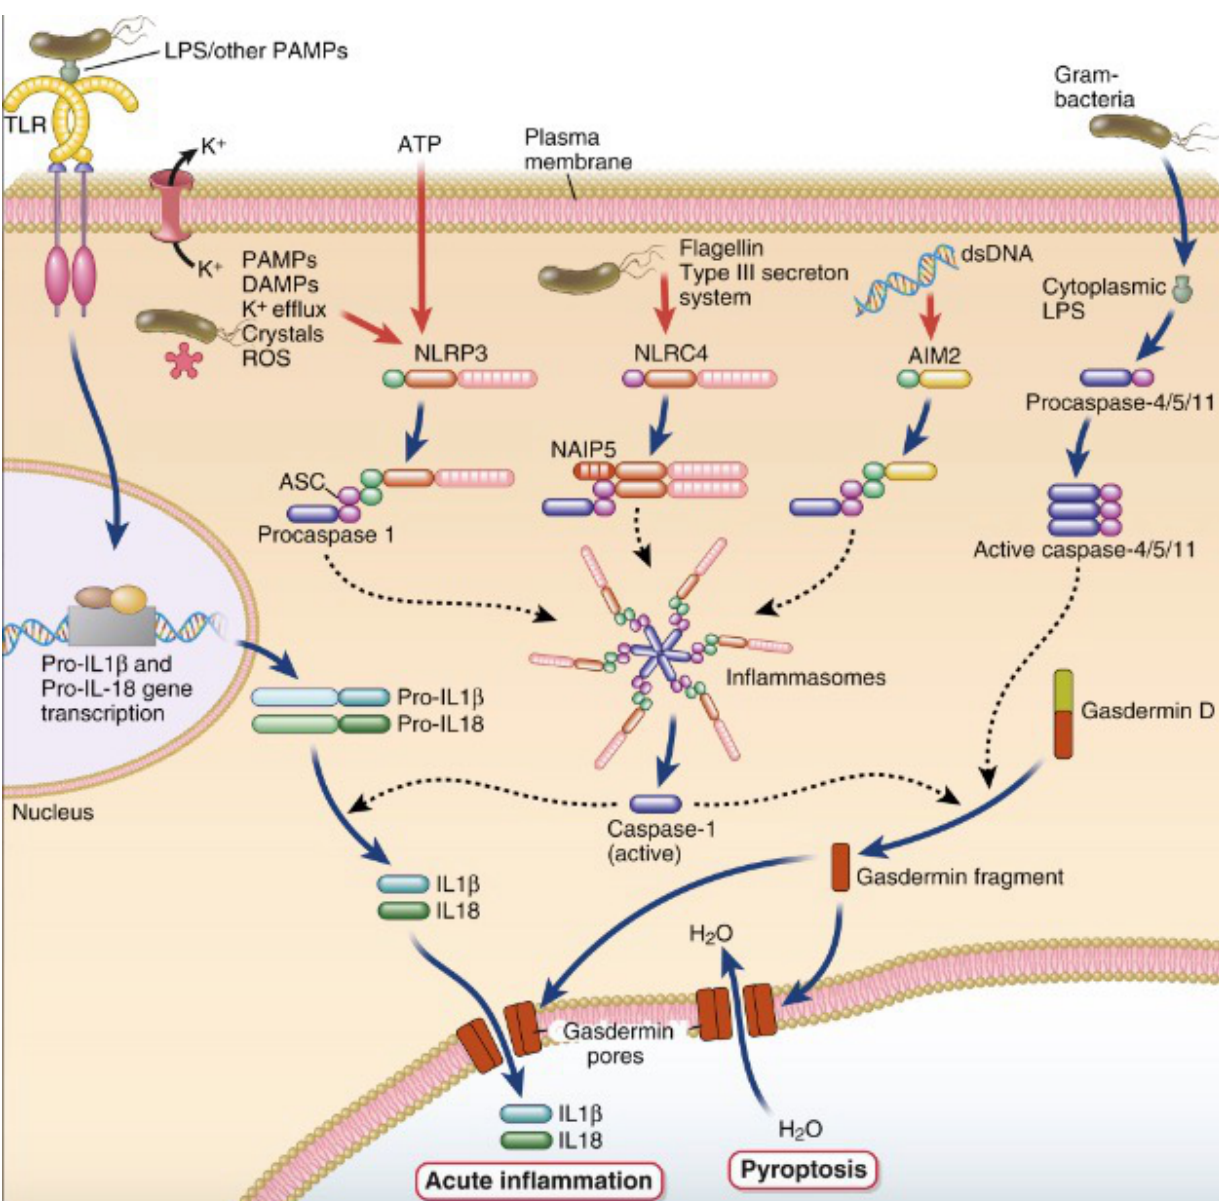 LPS/other PAMPs
TLR
K+
ATP
Plasma
membrane
Gram-
bacteria
K+
PAMPs
DAMPs
K+ efflux
Crystals
ROS
Flagellin
Type III secreton
system
dsDNA
Cytoplasmic
LPS
NLRP3
NLRC4
AIM2
Procaspase-4/5/11
NAIP5
ASC
Procaspase 1
Active caspase-4/5/11
Pro-IL1β and
Pro-IL-18 gene
transcription
Nucleus
Pro-IL1β
Pro-IL18
Inflammasomes
Gasdermin D
Caspase-1
(active)
Gasdermin fragment
IL1β
IL18
H2O
Gasdermin
pores
IL1β
IL18
H2O
Acute inflammation
Pyroptosis